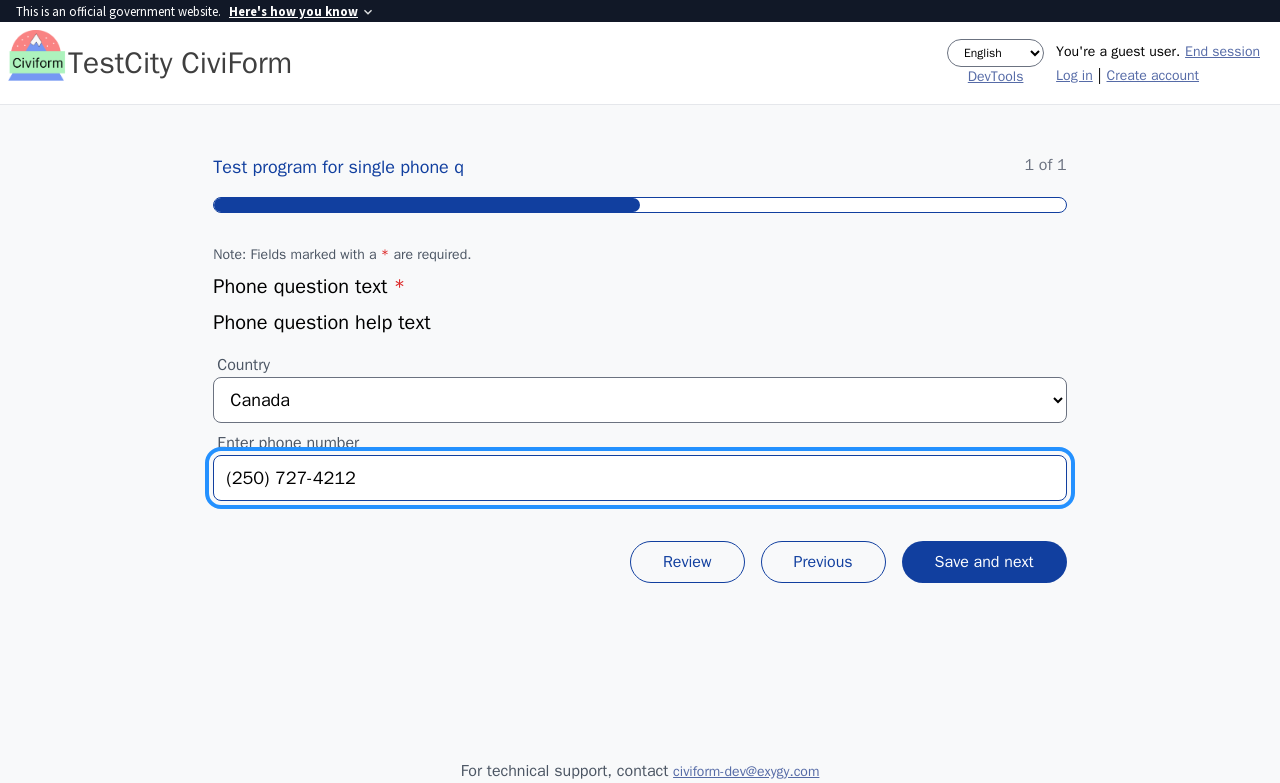 This is an official government website. Here's how you know
Civiform
TestCity CiviForm
English
You're a guest user. End session
DevTools
Log in | Create account
Test program for single phone q
1 of 1
Note: Fields marked with a * are required.
Phone question text *
Phone question help text
Country
Canada
Enter phone number
(250) 727-4212
Review
Previous
Save and next
For technical support, contact civiform-dev@exygy.com